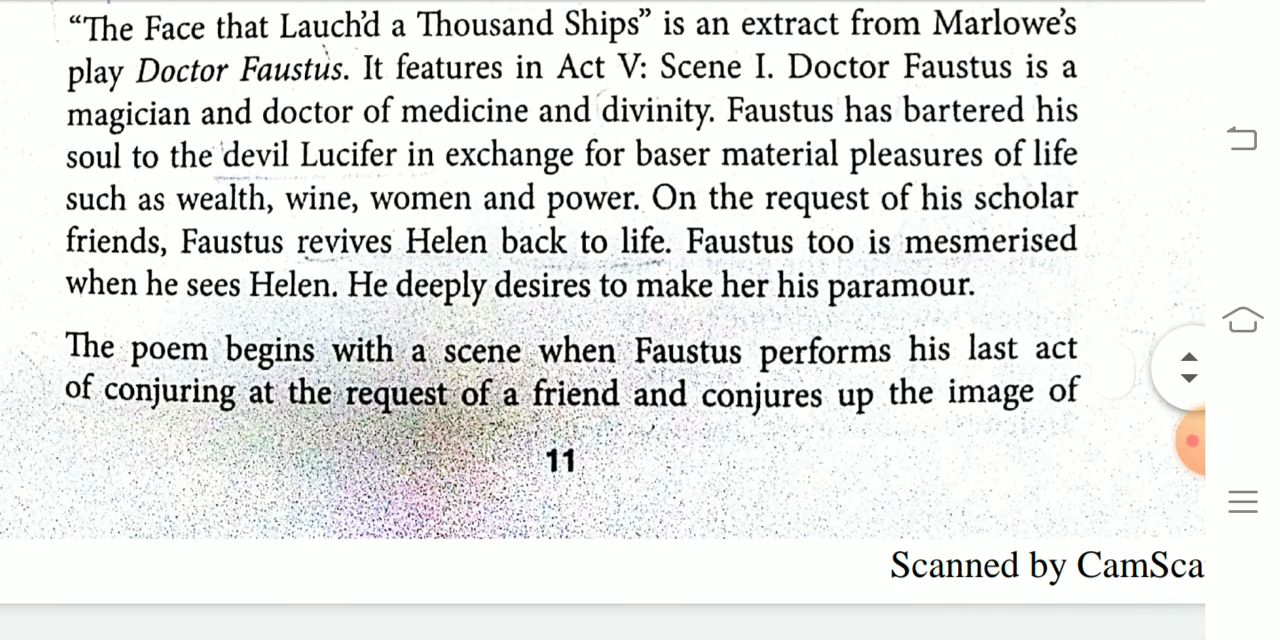 “The Face that Lauch’d a Thousand Ships” is an extract from Marlowe’s
play Doctor Faustus. It features in Act V: Scene I. Doctor Faustus is a
magician and doctor of medicine and divinity. Faustus has bartered his
soul to the devil Lucifer in exchange for baser material pleasures of life
such as wealth, wine, women and power. On the request of his scholar
friends, Faustus revives Helen back to life. Faustus too is mesmerised
when he sees Helen. He deeply desires to make her his paramour.
The poem begins with a scene when Faustus performs his last act
of conjuring at the request of a friend and conjures up the image of
11
Scanned by CamSca